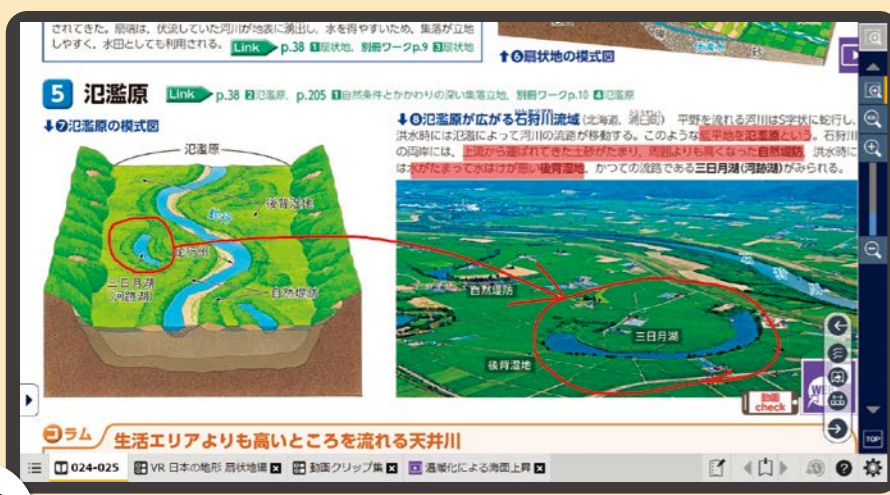 されてきた。扇端は、伏流していた河川が地表に湧出し、水を得やすいため、集落が立地
しやすく、水田としても利用される。 Link p.38 1扇状地, 別冊ワークp.9 3扇状地
↑6扇状地の模式図
5 氾濫原 Link p.38 2氾濫原, p.205 1自然条件とかかわりの深い集落立地, 別冊ワークp.10 4氾濫原
↓7氾濫原の模式図
氾濫原
後背湿地
蛇行
蛇行州
三日月湖
(河跡湖)
自然堤防
↓8氾濫原が広がる石狩川流域(北海道, 浦臼町) 平野を流れる河川はS字状に蛇行し,
洪水時には氾濫によって河川の流路が移動する。このような低平地を氾濫原という。石狩川
の両岸には, 上流から運ばれてきた土砂がたまり, 周囲よりも高くなった自然堤防, 洪水時に
は水がたまって水はけが悪い後背湿地, かつての流路である三日月湖(河跡湖)がみられる。
自然堤防
三日月湖
後背湿地
動画
check
コラム 生活エリアよりも高いところを流れる天井川
TOP
024-025 VR 日本の地形 扇状地編 動画クリップ集 温暖化による海面上昇